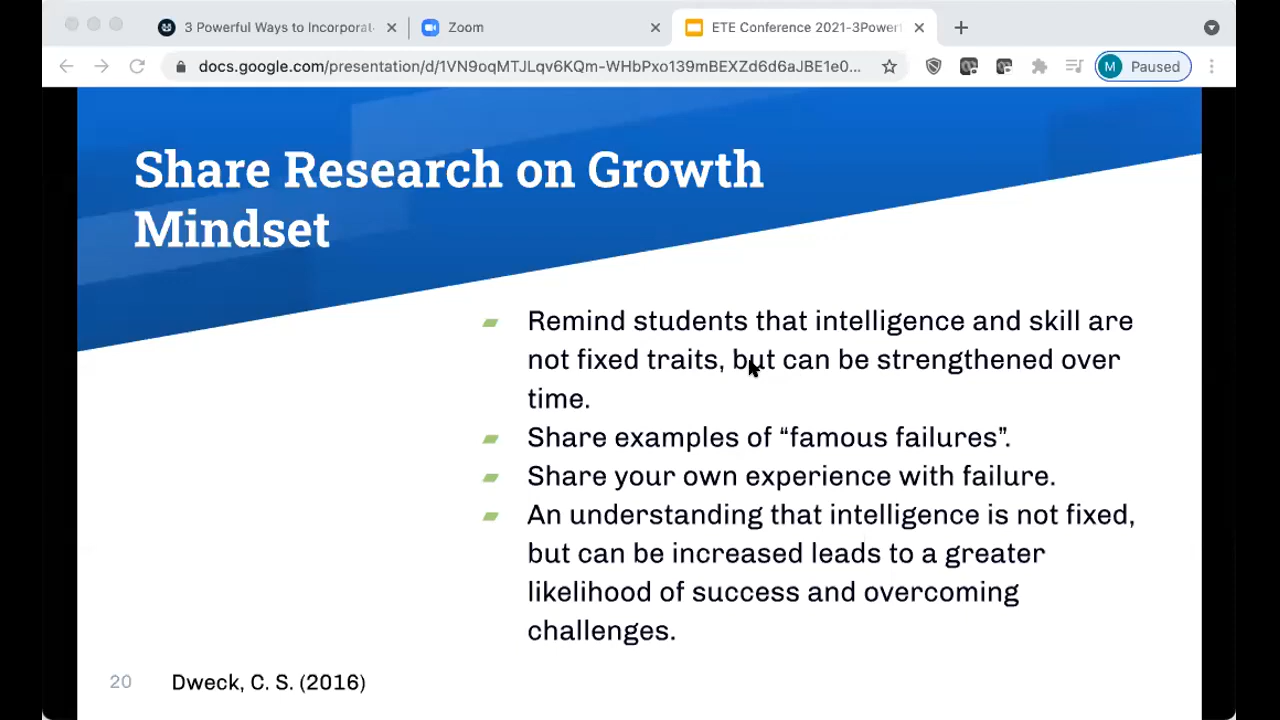 3 Powerful Ways to Incorporat
Zoom
ETE Conference 2021-3Powerf
docs.google.com/presentation/d/1VN9oqMTJLqv6KQm-WHbPxo139mBEXZd6d6aJBE1e0...
M Paused
Share Research on Growth
Mindset
Remind students that intelligence and skill are
not fixed traits, but can be strengthened over
time.
Share examples of “famous failures”.
Share your own experience with failure.
An understanding that intelligence is not fixed,
but can be increased leads to a greater
likelihood of success and overcoming
challenges.
20 Dweck, C. S. (2016)